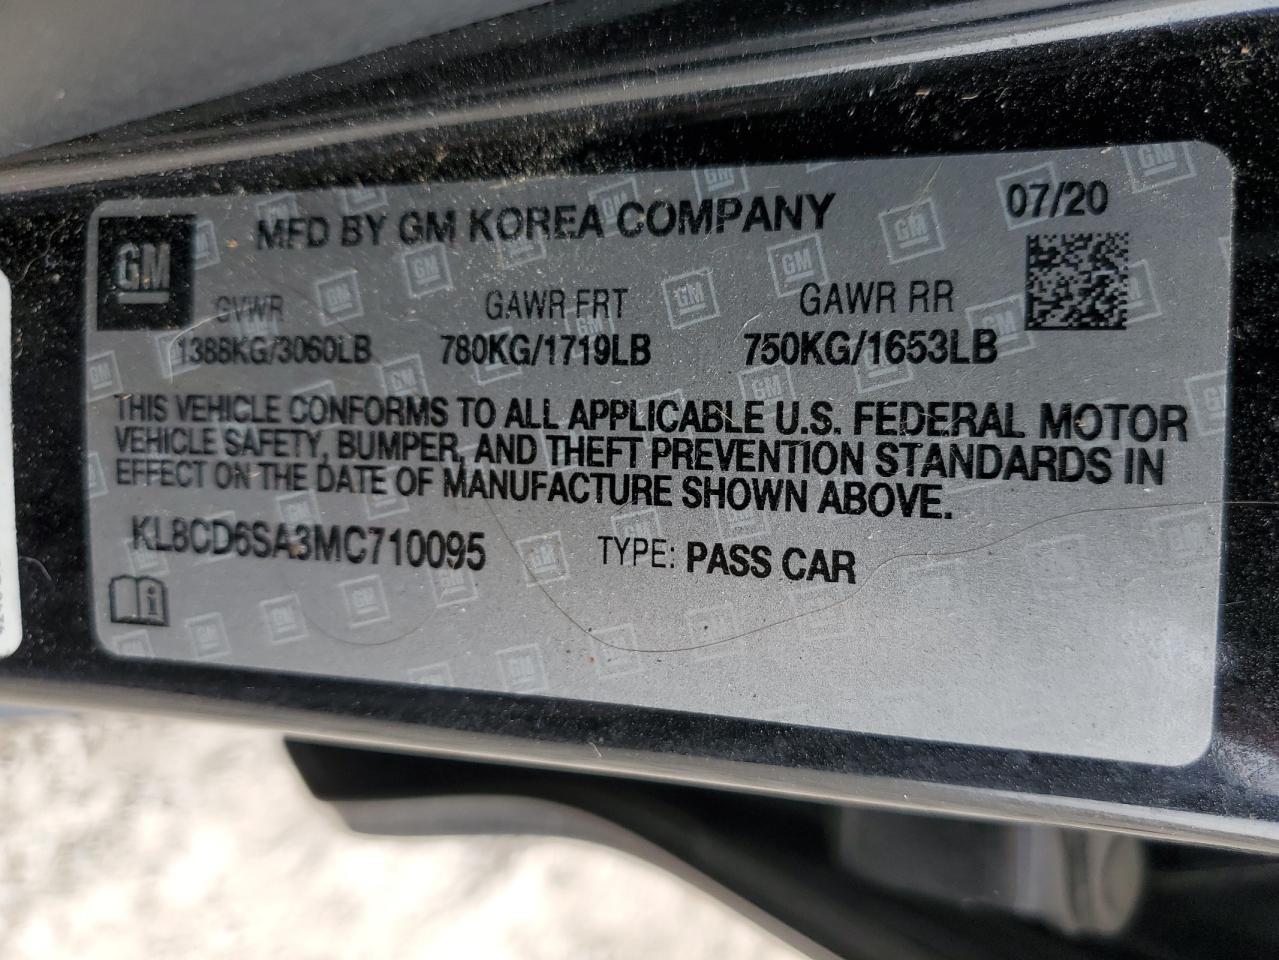 GM
MFD BY GM KOREA COMPANY
07/20
GVWR GAWR FRT GAWR RR
1388KG/3060LB 780KG/1719LB 750KG/1653LB
THIS VEHICLE CONFORMS TO ALL APPLICABLE U.S. FEDERAL MOTOR
VEHICLE SAFETY, BUMPER, AND THEFT PREVENTION STANDARDS IN
EFFECT ON THE DATE OF MANUFACTURE SHOWN ABOVE.
KL8CD6SA3MC710095 TYPE: PASS CAR